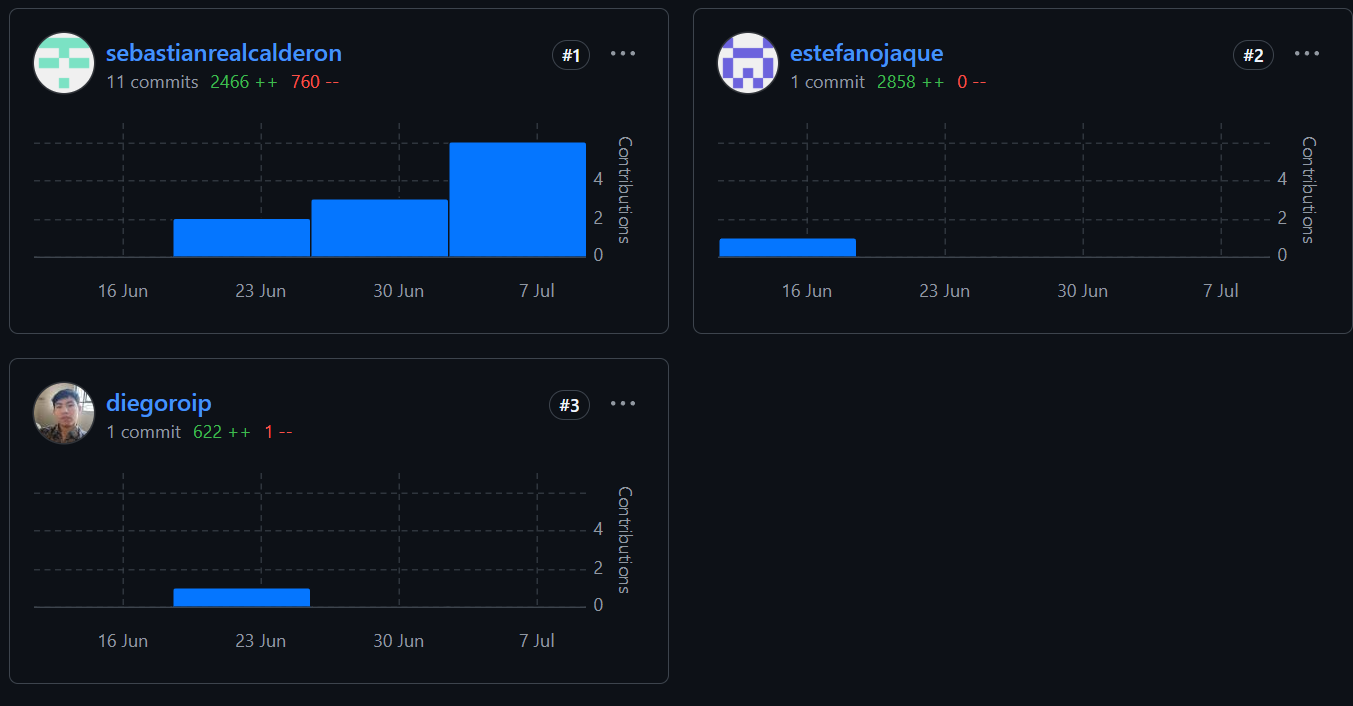 sebastianrealcalderon
#1
11 commits 2466 ++ 760 --
Contributions
4
2
0
16 Jun 23 Jun 30 Jun 7 Jul
estefanojaque
#2
1 commit 2858 ++ 0 --
Contributions
4
2
0
16 Jun 23 Jun 30 Jun 7 Jul
diegoroip
#3
1 commit 622 ++ 1 --
Contributions
4
2
0
16 Jun 23 Jun 30 Jun 7 Jul